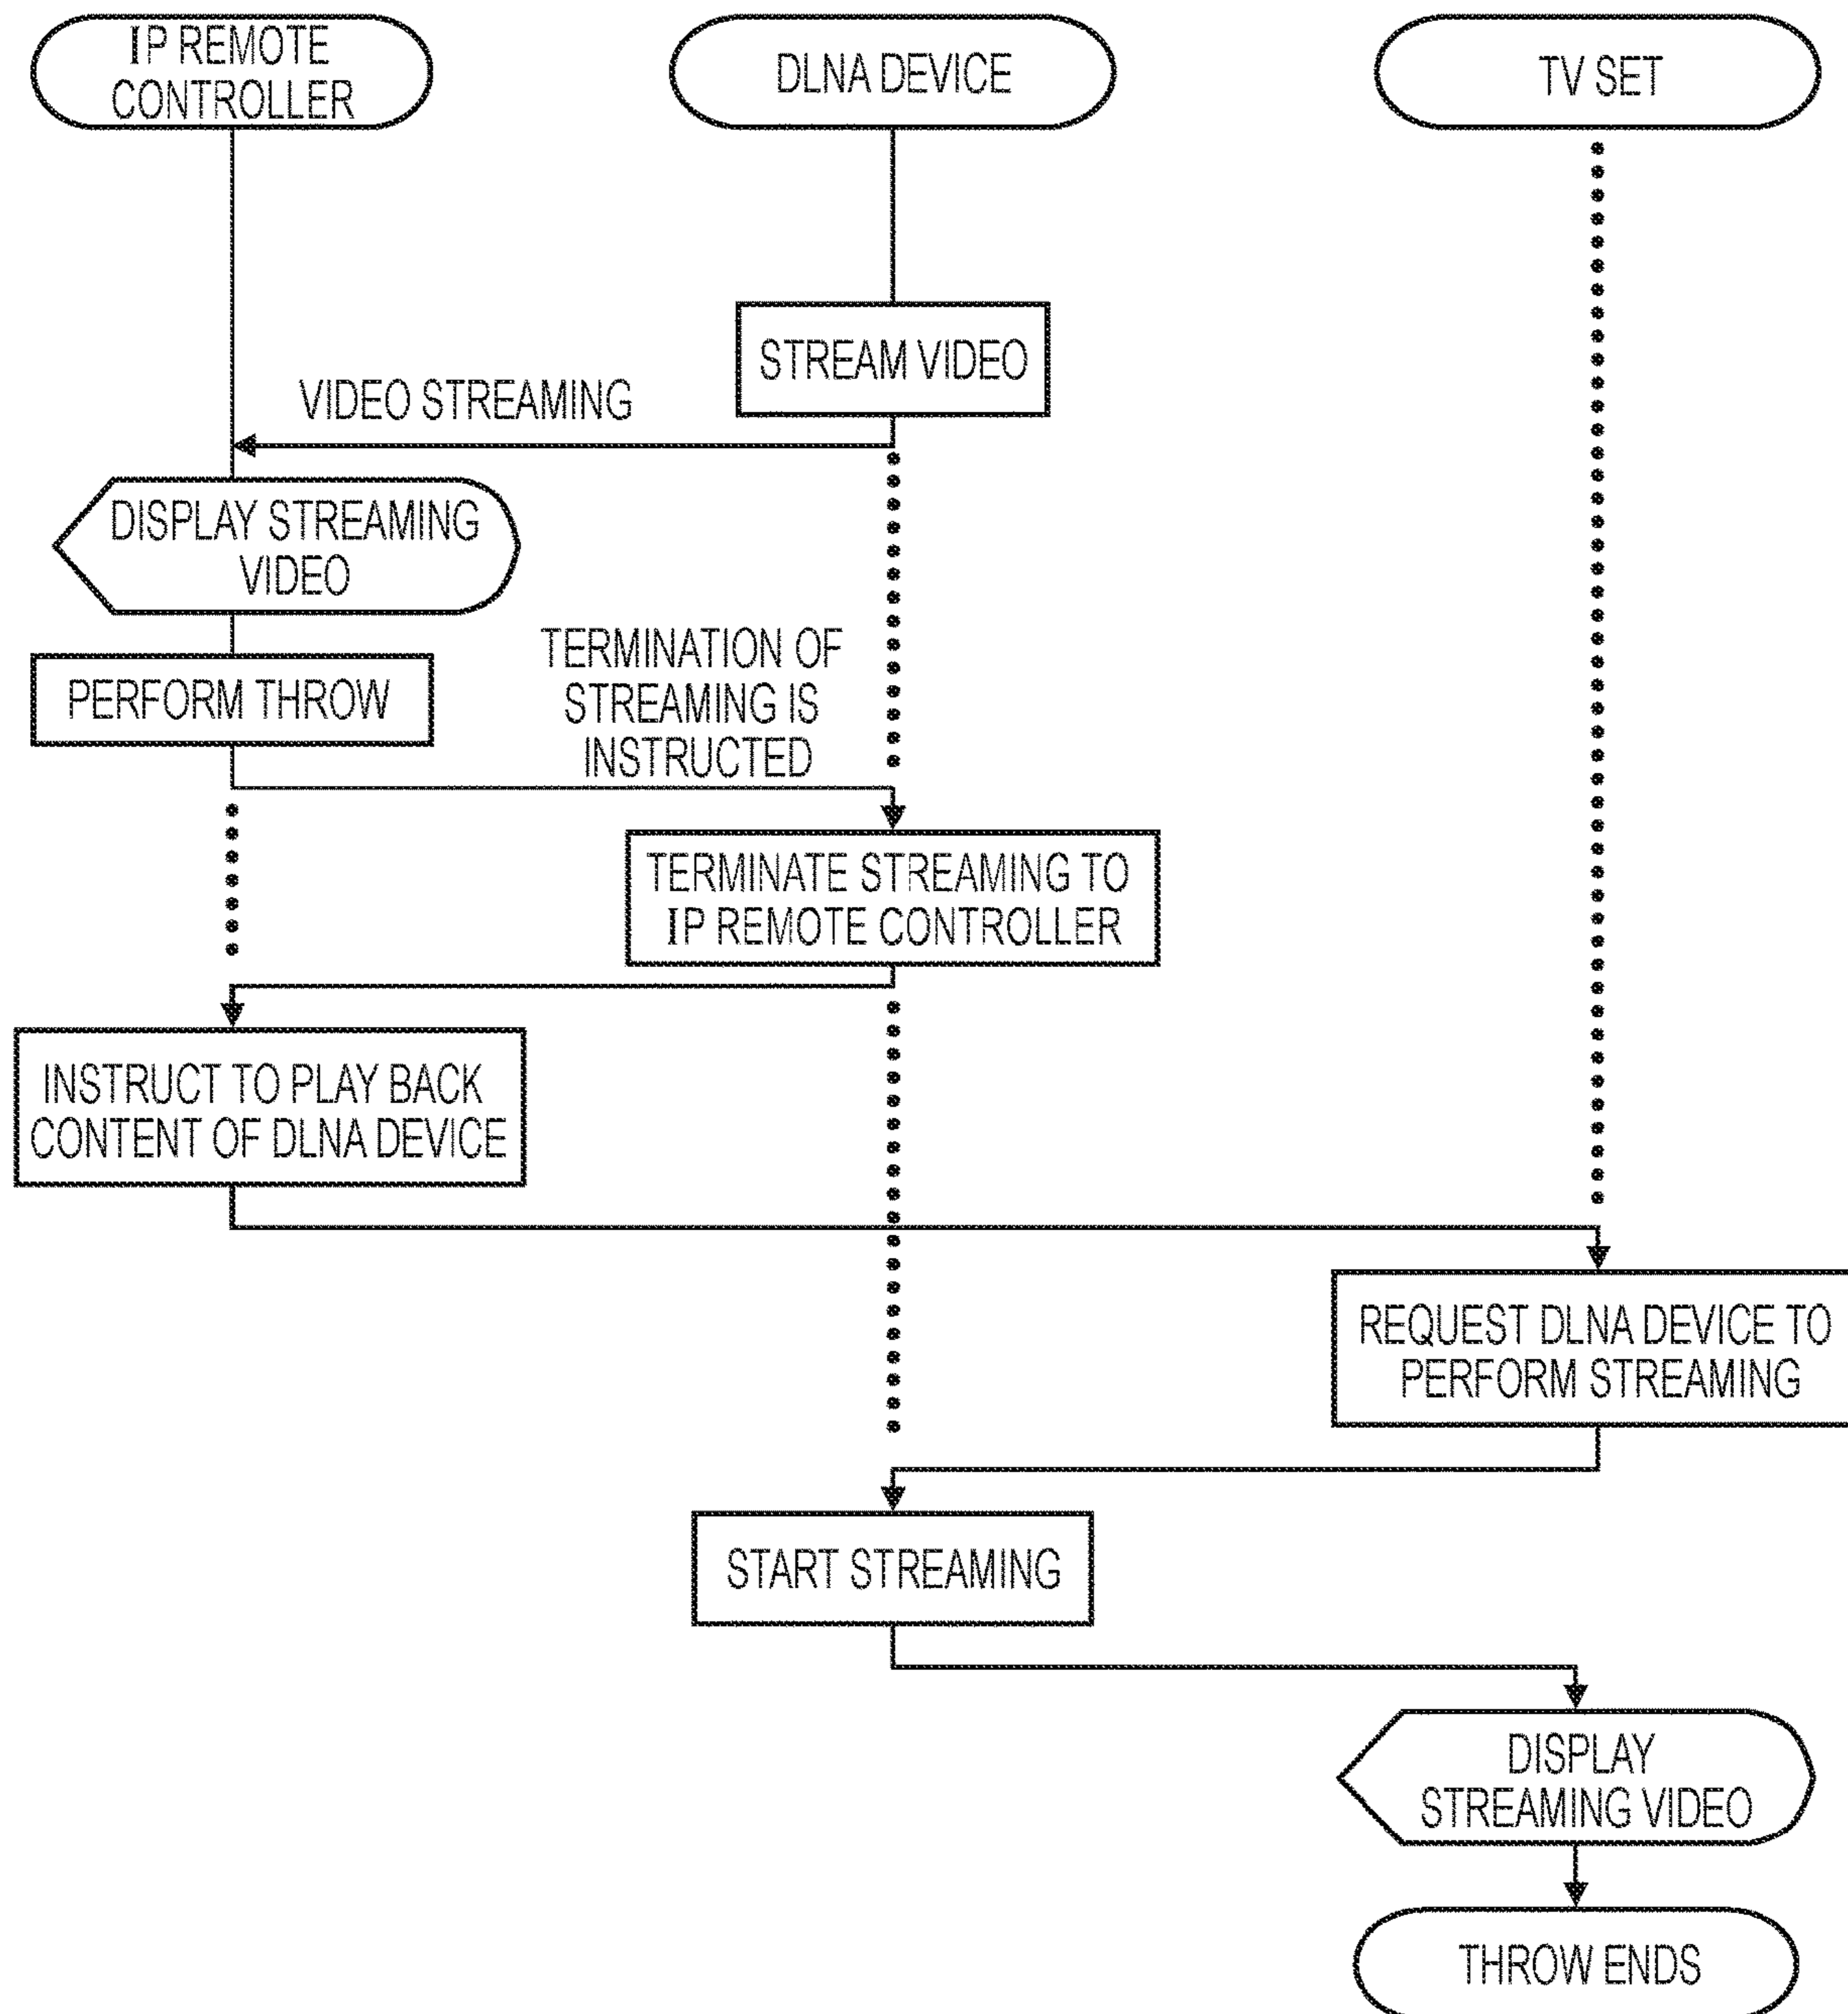 IP REMOTE
CONTROLLER
DLNA DEVICE
TV SET
STREAM VIDEO
VIDEO STREAMING
DISPLAY STREAMING
VIDEO
PERFORM THROW
TERMINATION OF
STREAMING IS
INSTRUCTED
TERMINATE STREAMING TO
IP REMOTE CONTROLLER
INSTRUCT TO PLAY BACK
CONTENT OF DLNA DEVICE
REQUEST DLNA DEVICE TO
PERFORM STREAMING
START STREAMING
DISPLAY
STREAMING VIDEO
THROW ENDS